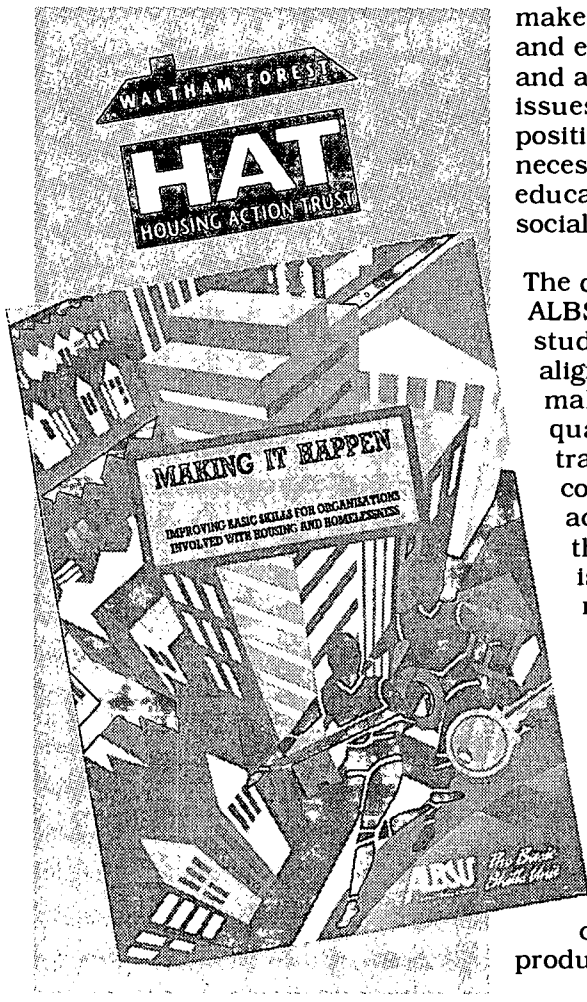 WALTHAM FOREST
HAT
HOUSING ACTION TRUST
MAKING IT HAPPEN
IMPROVING BASIC SKILLS FOR ORGANISATIONS
INVOLVED WITH HOUSING AND HOMELESSNESS
ALBSU The Basic
Skills Unit
make
and e
and a
issues
positi
neces
educa
social
The
ALBS
stud
alig
ma
qua
tra
co
ac
th
is
produ